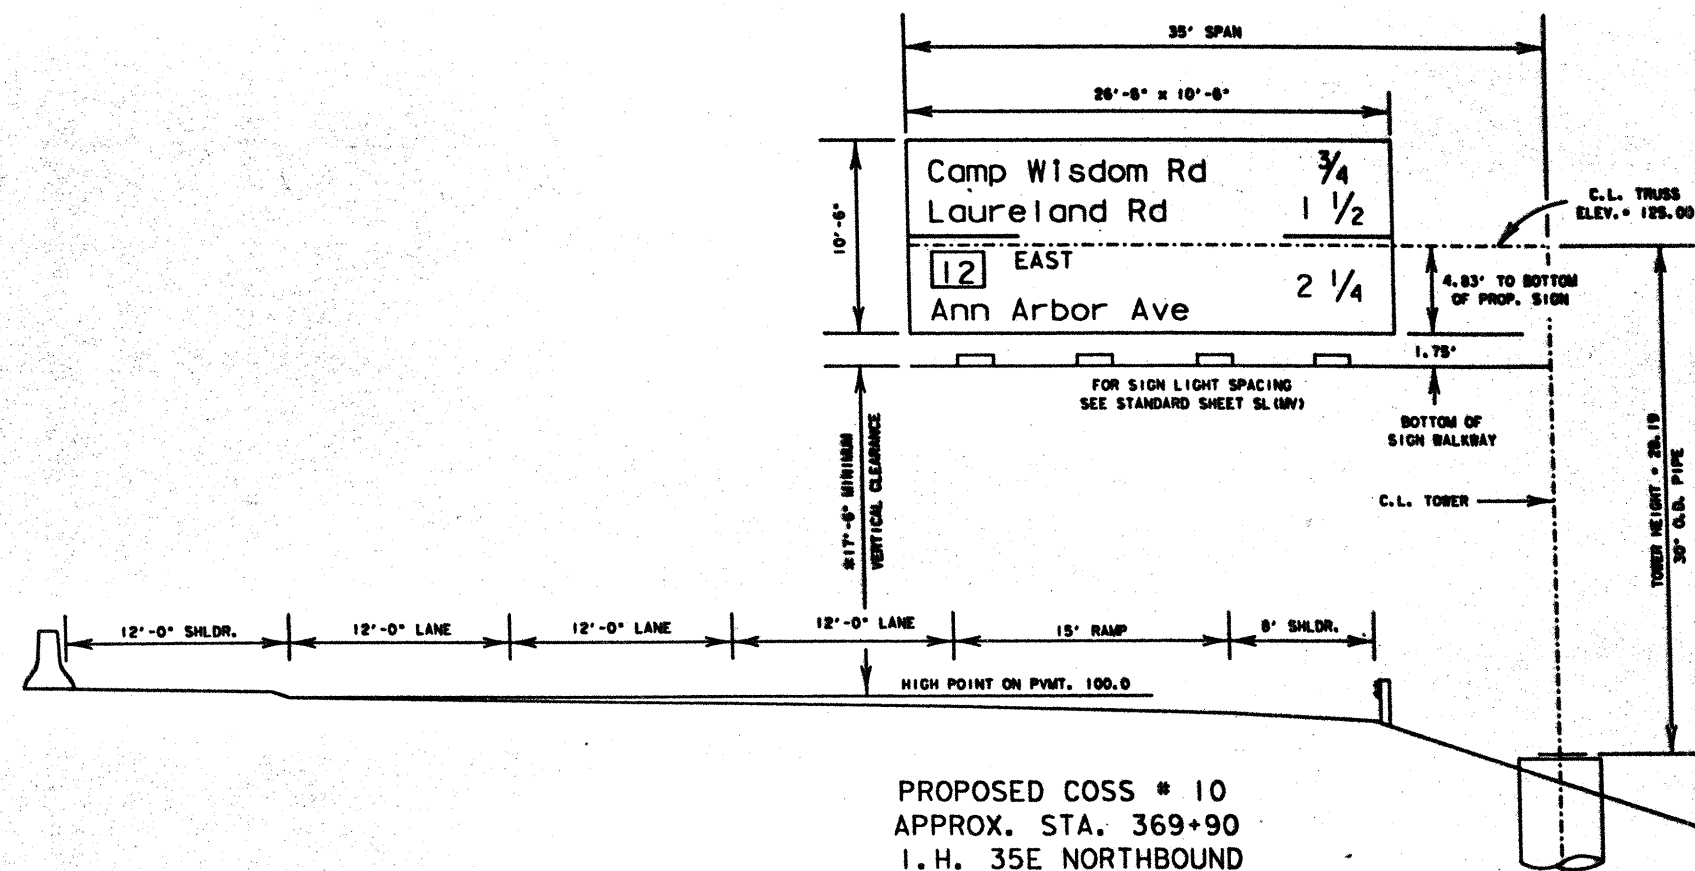 35' SPAN
26'-6" x 10'-6"
Camp Wisdom Rd 3/4
Laureland Rd 1 1/2
C.L. TRUSS
ELEV.= 125.00
10'-6"
12 EAST
Ann Arbor Ave 2 1/4
4.83' TO BOTTOM
OF PROP. SIGN
1.75'
FOR SIGN LIGHT SPACING
SEE STANDARD SHEET SL(MV)
BOTTOM OF
SIGN WALKWAY
*17'-6" MINIMUM
VERTICAL CLEARANCE
C.L. TOWER
TOWER HEIGHT =
30" O.D. PIPE
12'-0" SHLDR.
12'-0" LANE
12'-0" LANE
12'-0" LANE
15' RAMP
8' SHLDR.
HIGH POINT ON PVMT. 100.0
PROPOSED COSS # 10
APPROX. STA. 369+90
I.H. 35E NORTHBOUND